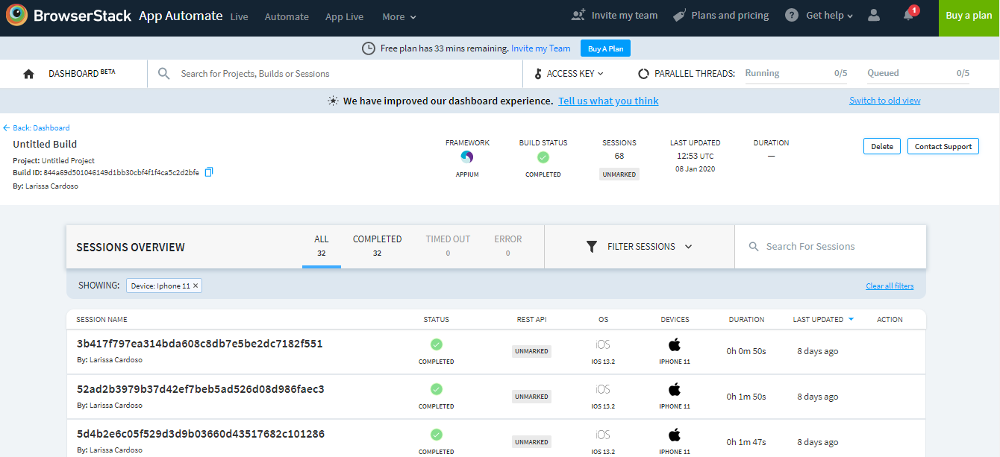 BrowserStack App Automate Live Automate App Live More Invite my team Plans and pricing ? Get help 1 Buy a plan
Free plan has 33 mins remaining. Invite my Team Buy A Plan
DASHBOARD BETA Search for Projects, Builds or Sessions ACCESS KEY PARALLEL THREADS: Running 0/5 Queued 0/5
We have improved our dashboard experience. Tell us what you think Switch to old view
Back: Dashboard
Untitled Build
Project: Untitled Project
Build ID: 844a69d501046149d1bb30cbf4f1f4ca5c2d2bfe
By: Larissa Cardoso
FRAMEWORK BUILD STATUS SESSIONS LAST UPDATED DURATION
68 12:53 UTC —
APPIUM COMPLETED UNMARKED 08 Jan 2020
Delete Contact Support
SESSIONS OVERVIEW
ALL COMPLETED TIMED OUT ERROR
32 32 0 0
FILTER SESSIONS Search For Sessions
SHOWING: Device: Iphone 11 × Clear all filters
SESSION NAME STATUS REST API OS DEVICES DURATION LAST UPDATED ACTION
3b417f797ea314bda608c8db7e5be2dc7182f551
By: Larissa Cardoso
COMPLETED UNMARKED iOS IOS 13.2 IPHONE 11 0h 0m 50s 8 days ago
52ad2b3979b37d42ef7beb5ad526d08d986faec3
By: Larissa Cardoso
COMPLETED UNMARKED iOS IOS 13.2 IPHONE 11 0h 1m 50s 8 days ago
5d4b2e6c05f529d3d9b03660d43517682c101286
By: Larissa Cardoso
COMPLETED UNMARKED iOS IOS 13.2 IPHONE 11 0h 1m 47s 8 days ago